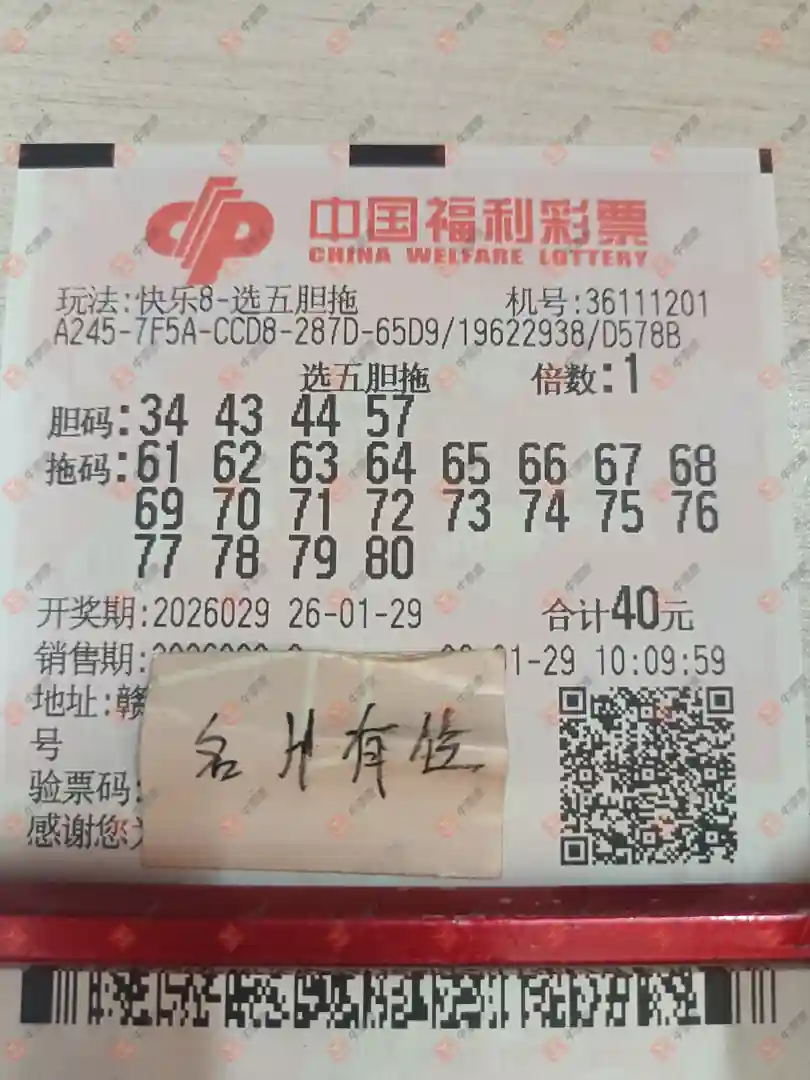 中国福利彩票
CHINA WELFARE LOTTERY
玩法:快乐8-选五胆拖 机号:36111201
A245-7F5A-CCD8-287D-65D9/19622938/D578B
选五胆拖 倍数:1
胆码:34 43 44 57
拖码:61 62 63 64 65 66 67 68
69 70 71 72 73 74 75 76
77 78 79 80
开奖期:2026029 26-01-29 合计40元
销售期: 1-29 10:09:59
地址:赣
号
名片有位
验票码:
感谢您为